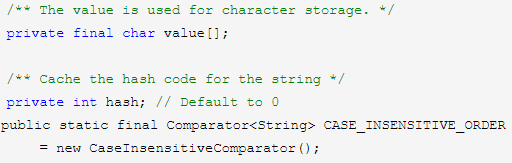 /** The value is used for character storage. */
private final char value[];
/** Cache the hash code for the string */
private int hash; // Default to 0
public static final Comparator<String> CASE_INSENSITIVE_ORDER
= new CaseInsensitiveComparator();